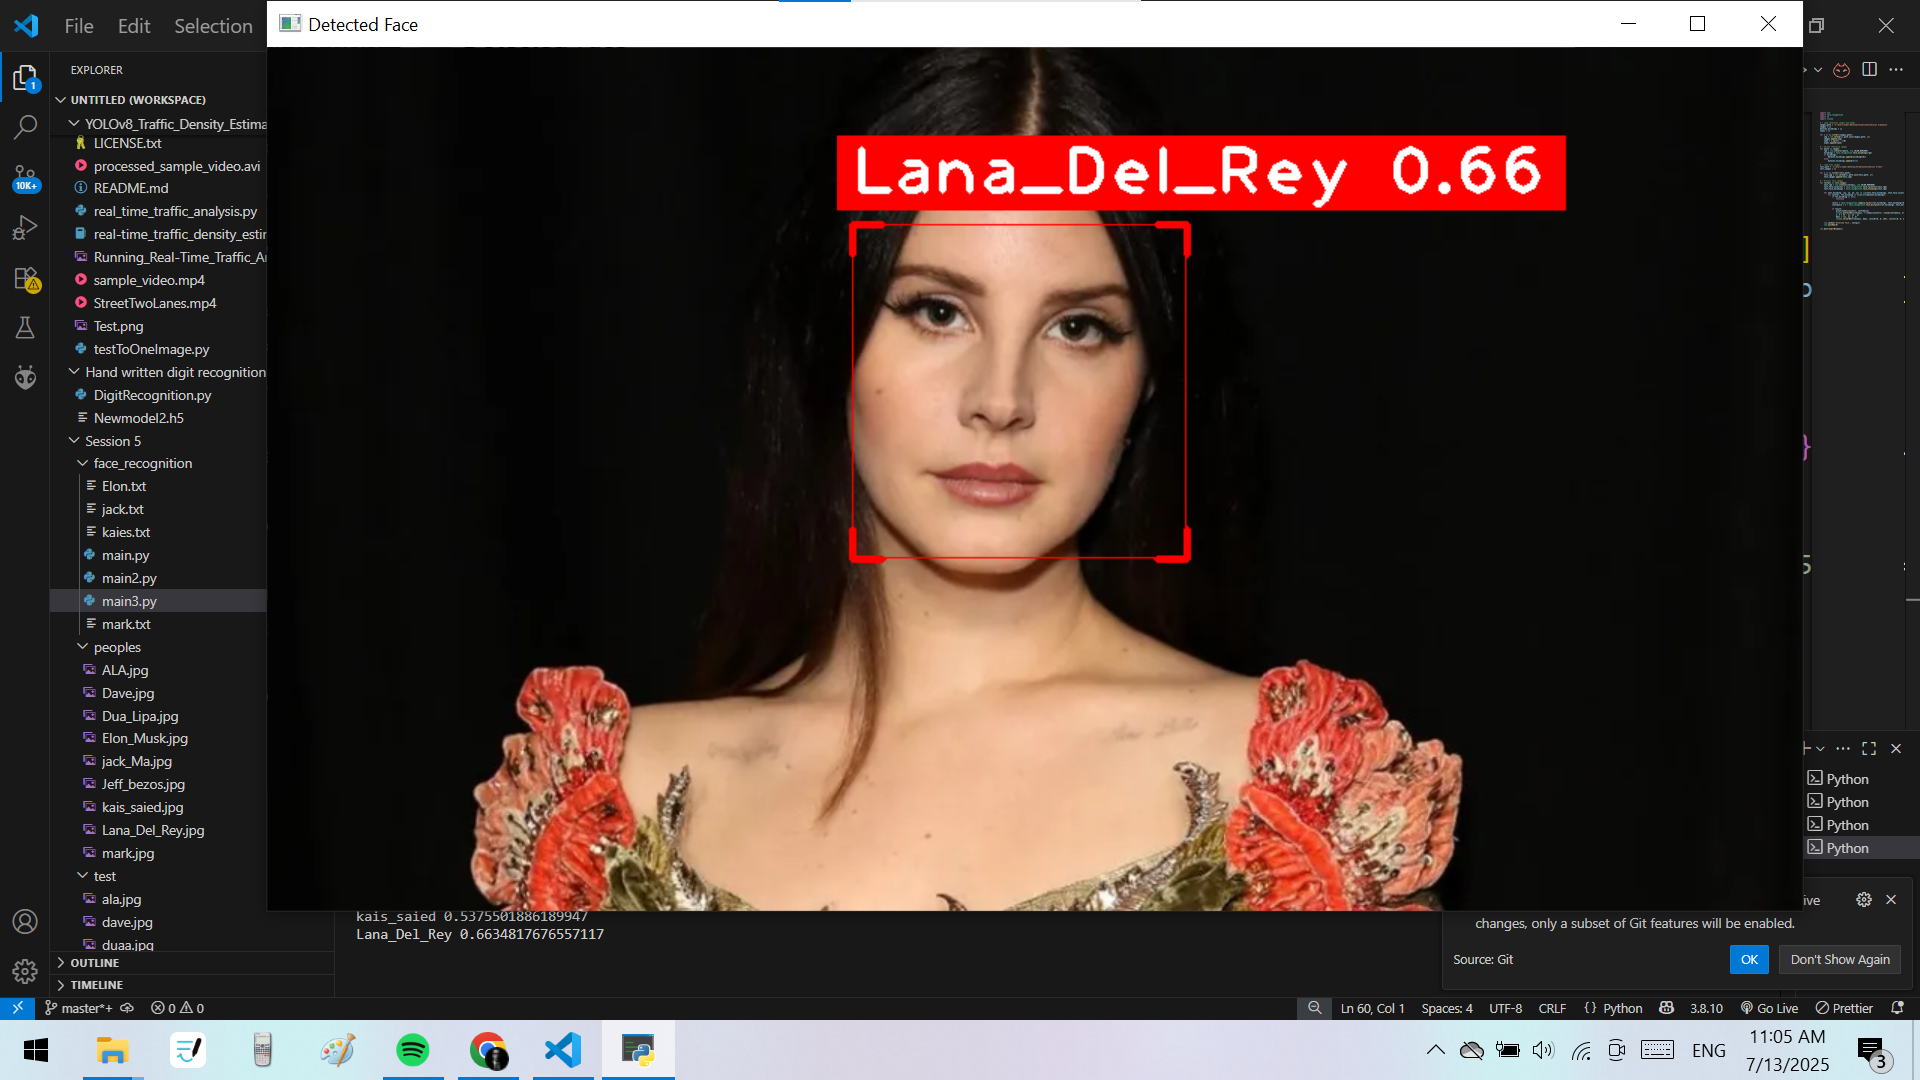 File
Edit
Selection
Detected Face
EXPLORER
1
UNTITLED (WORKSPACE)
YOLOv8_Traffic_Density_Estima
LICENSE.txt
processed_sample_video.avi
10K+
README.md
real_time_traffic_analysis.py
real-time_traffic_density_estir
Running_Real-Time_Traffic_A
sample_video.mp4
StreetTwoLanes.mp4
Test.png
testToOneImage.py
Hand written digit recognition
DigitRecognition.py
Newmodel2.h5
Session 5
face_recognition
Elon.txt
jack.txt
kaies.txt
main.py
main2.py
main3.py
mark.txt
peoples
ALA.jpg
Dave.jpg
Dua_Lipa.jpg
Elon_Musk.jpg
jack_Ma.jpg
Jeff_bezos.jpg
kais_saied.jpg
Lana_Del_Rey.jpg
mark.jpg
test
ala.jpg
dave.jpg
duaa.jpg
OUTLINE
TIMELINE
Lana_Del_Rey 0.66
]
}
5
Python
Python
Python
Python
kais_saied 0.5375501886189947
Lana_Del_Rey 0.6634817676557117
ive
changes, only a subset of Git features will be enabled.
Source: Git
OK
Don't Show Again
master*+
0
0
Ln 60, Col 1
Spaces: 4
UTF-8
CRLF
{ } Python
3.8.10
Go Live
Prettier
ENG
11:05 AM
7/13/2025
3